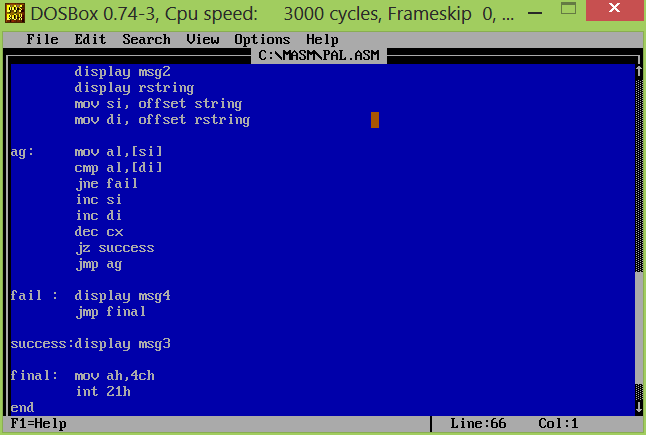 DOSBox 0.74-3, Cpu speed: 3000 cycles, Frameskip 0, ...
File Edit Search View Options Help
C:\MASM\PAL.ASM
display msg2
display rstring
mov si, offset string
mov di, offset rstring
ag: mov al,[si]
cmp al,[di]
jne fail
inc si
inc di
dec cx
jz success
jmp ag
fail : display msg4
jmp final
success:display msg3
final: mov ah,4ch
int 21h
end
F1=Help Line:66 Col:1